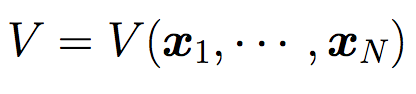 V = V(𝒙₁, ⋯ , 𝒙_N)